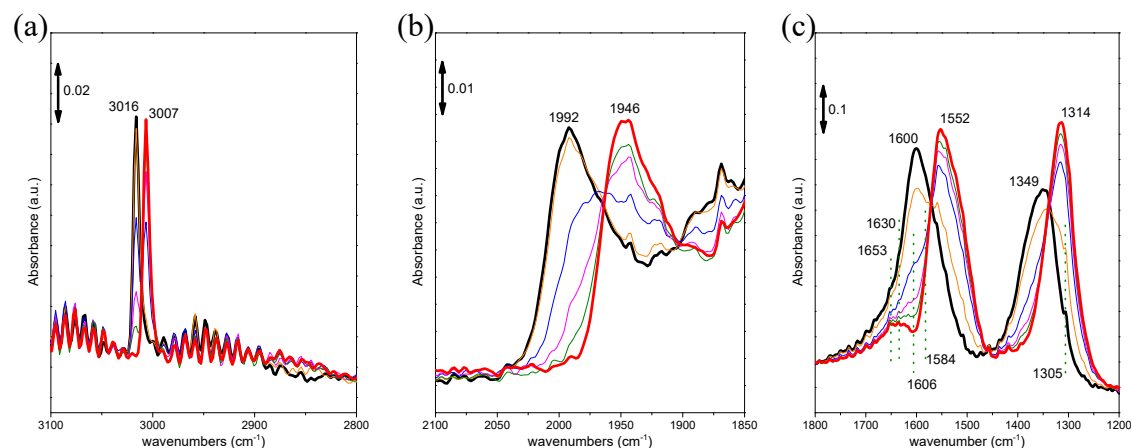 (a)
0.02
3016
3007
Absorbance (a.u.)
3100 3000 2900 2800
wavenumbers (cm⁻¹)
(b)
0.01
1992
1946
Absorbance (a.u.)
2100 2050 2000 1950 1900 1850
wavenumbers (cm⁻¹)
(c)
0.1
1600
1552
1314
1349
1630
1653
1584
1606
1305
Absorbance (a.u.)
1800 1700 1600 1500 1400 1300 1200
wavenumbers (cm⁻¹)